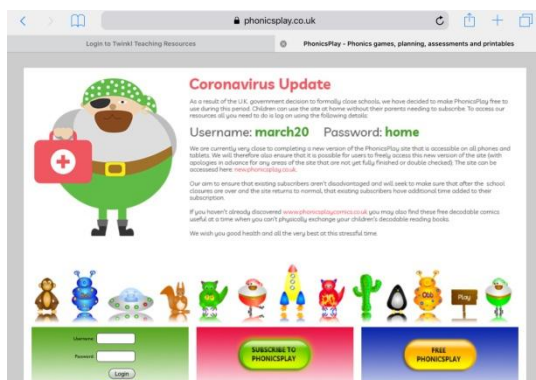 phonicsplay.co.uk
Login to Twinkl Teaching Resources
PhonicsPlay - Phonics games, planning, assessments and printables
Coronavirus Update
As a result of the U.K. government decision to formally close schools, we have decided to make PhonicsPlay free to
use during this period. Children can use the site at home without their parents needing to subscribe. To access our
resources all you need to do is log on using the following details:
Username: march20 Password: home
We are currently very close to completing a new version of the PhonicsPlay site that is accessible on all phones and
tablets. We will therefore also ensure that it is possible for users to freely access this new version of the site (with
apologies in advance for any areas of the site that are not yet fully finished or double checked). The site can be
accessesd here: new.phonicsplay.co.uk.
Our aim to ensure that existing subscribers aren't disadvantaged and will seek to make sure that after the school
closures are over and the site returns to normal, that existing subscribers have additional time added to their
subscription.
If you haven't already discovered www.phonicsplaycomics.co.uk you may also find these free decodable comics
useful at a time when you can't physically exchange your children's decodable reading books.
We wish you good health and all the very best at this stressful time
Play
Username:
Password:
Login
SUBSCRIBE TO
PHONICSPLAY
FREE
PHONICSPLAY